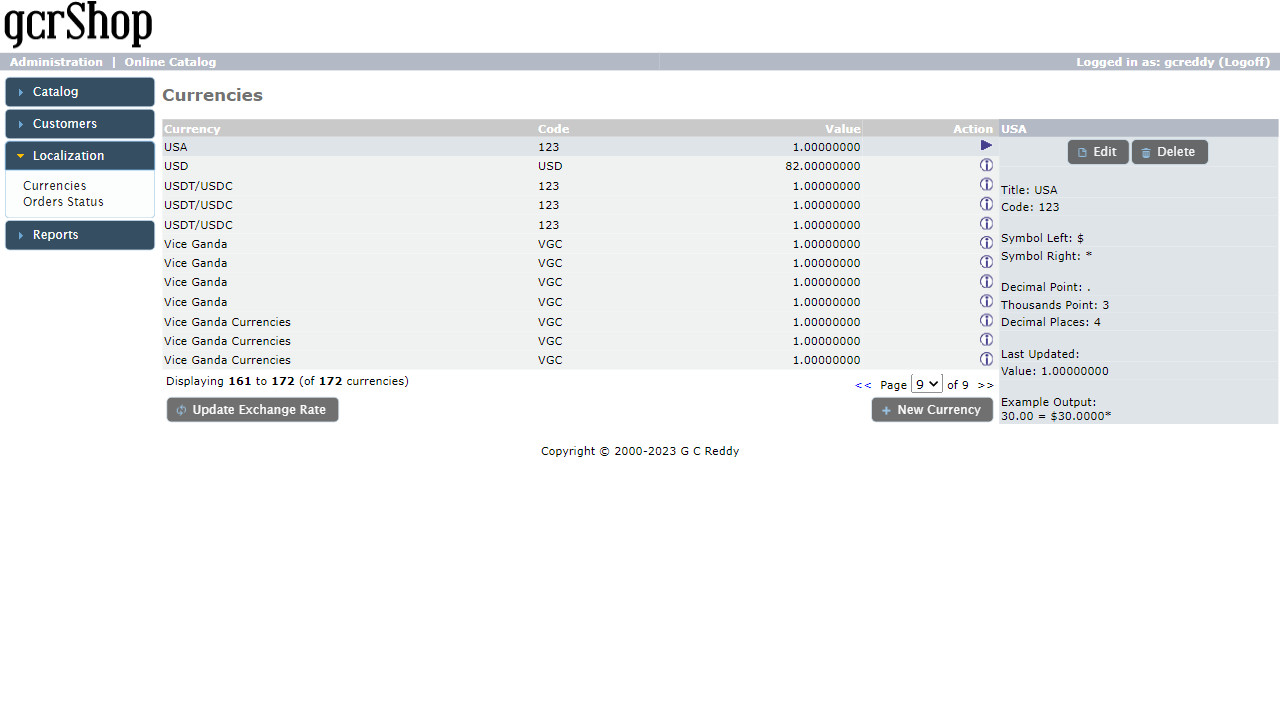 gcrShop
Administration | Online Catalog
Logged in as: gcreddy (Logoff)
Catalog
Customers
Localization
Currencies
Orders Status
Reports
Currencies
Currency Code Value Action
USA 123 1.00000000
USD USD 82.00000000
USDT/USDC 123 1.00000000
USDT/USDC 123 1.00000000
USDT/USDC 123 1.00000000
Vice Ganda VGC 1.00000000
Vice Ganda VGC 1.00000000
Vice Ganda VGC 1.00000000
Vice Ganda VGC 1.00000000
Vice Ganda Currencies VGC 1.00000000
Vice Ganda Currencies VGC 1.00000000
Vice Ganda Currencies VGC 1.00000000
Displaying 161 to 172 (of 172 currencies)
<< Page 9 of 9 >>
Update Exchange Rate
New Currency
USA
Edit Delete
Title: USA
Code: 123
Symbol Left: $
Symbol Right: *
Decimal Point: .
Thousands Point: 3
Decimal Places: 4
Last Updated:
Value: 1.00000000
Example Output:
30.00 = $30.0000*
Copyright © 2000-2023 G C Reddy